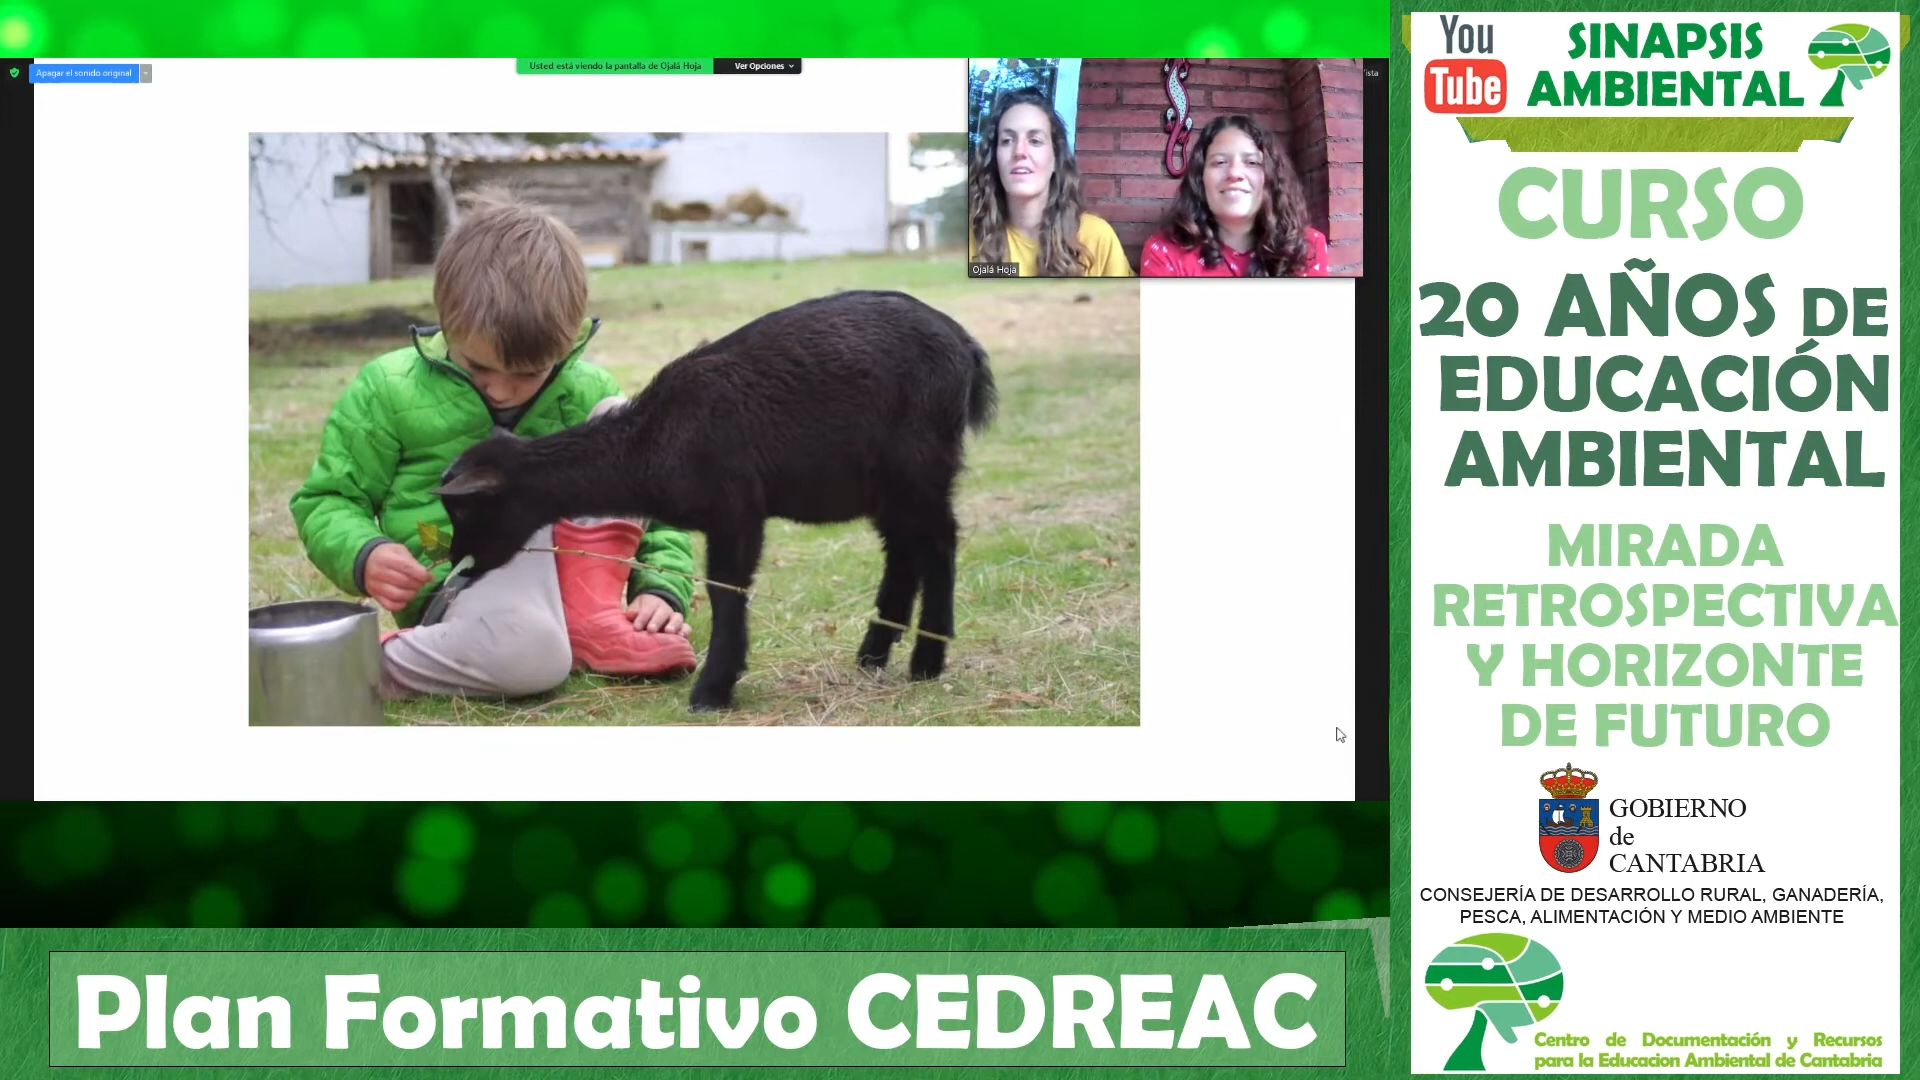 Apagar el sonido original
Usted está viendo la pantalla de Ojalá Hoja
Ver Opciones
Ojalá Hoja
You
Tube
SINAPSIS
AMBIENTAL
CURSO
20 AÑOS DE
EDUCACIÓN
AMBIENTAL
MIRADA
RETROSPECTIVA
Y HORIZONTE
DE FUTURO
GOBIERNO
de
CANTABRIA
CONSEJERÍA DE DESARROLLO RURAL, GANADERÍA,
PESCA, ALIMENTACIÓN Y MEDIO AMBIENTE
Centro de Documentación y Recursos
para la Educacion Ambiental de Cantabria
Plan Formativo CEDREAC